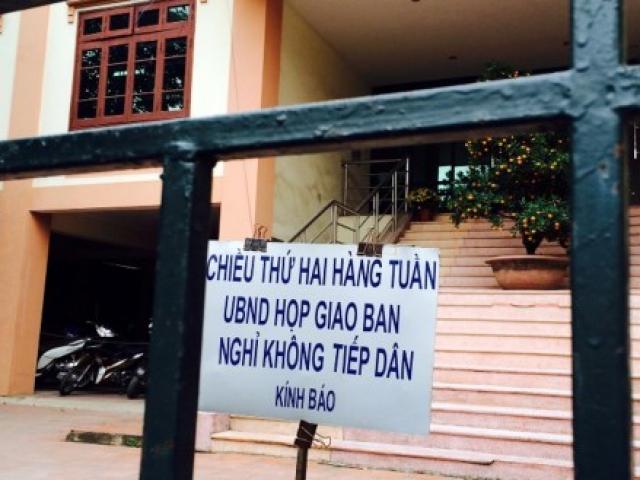 CHIỀU THỨ HAI HÀNG TUẦN
UBND HỌP GIAO BAN
NGHỈ KHÔNG TIẾP DÂN
KÍNH BÁO